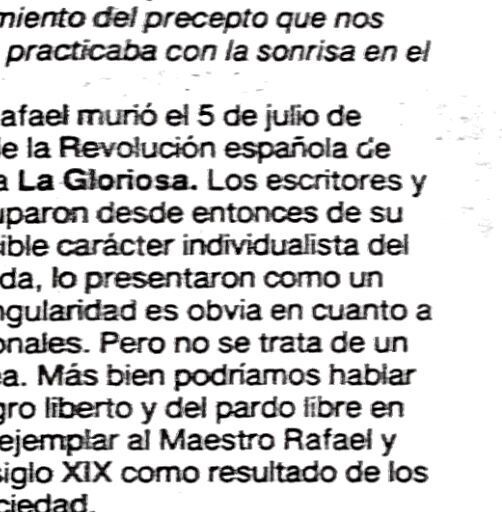 miento del precepto que nos
practicaba con la sonrisa en el
afael murió el 5 de julio de
de la Revolución española de
a La Gloriosa. Los escritores y
uparon desde entonces de su
ible carácter individualista del
da, lo presentaron como un
ngularidad es obvia en cuanto a
onales. Pero no se trata de un
ea. Más bien podríamos hablar
gro liberto y del pardo libre en
ejemplar al Maestro Rafael y
siglo XIX como resultado de los
ciedad.